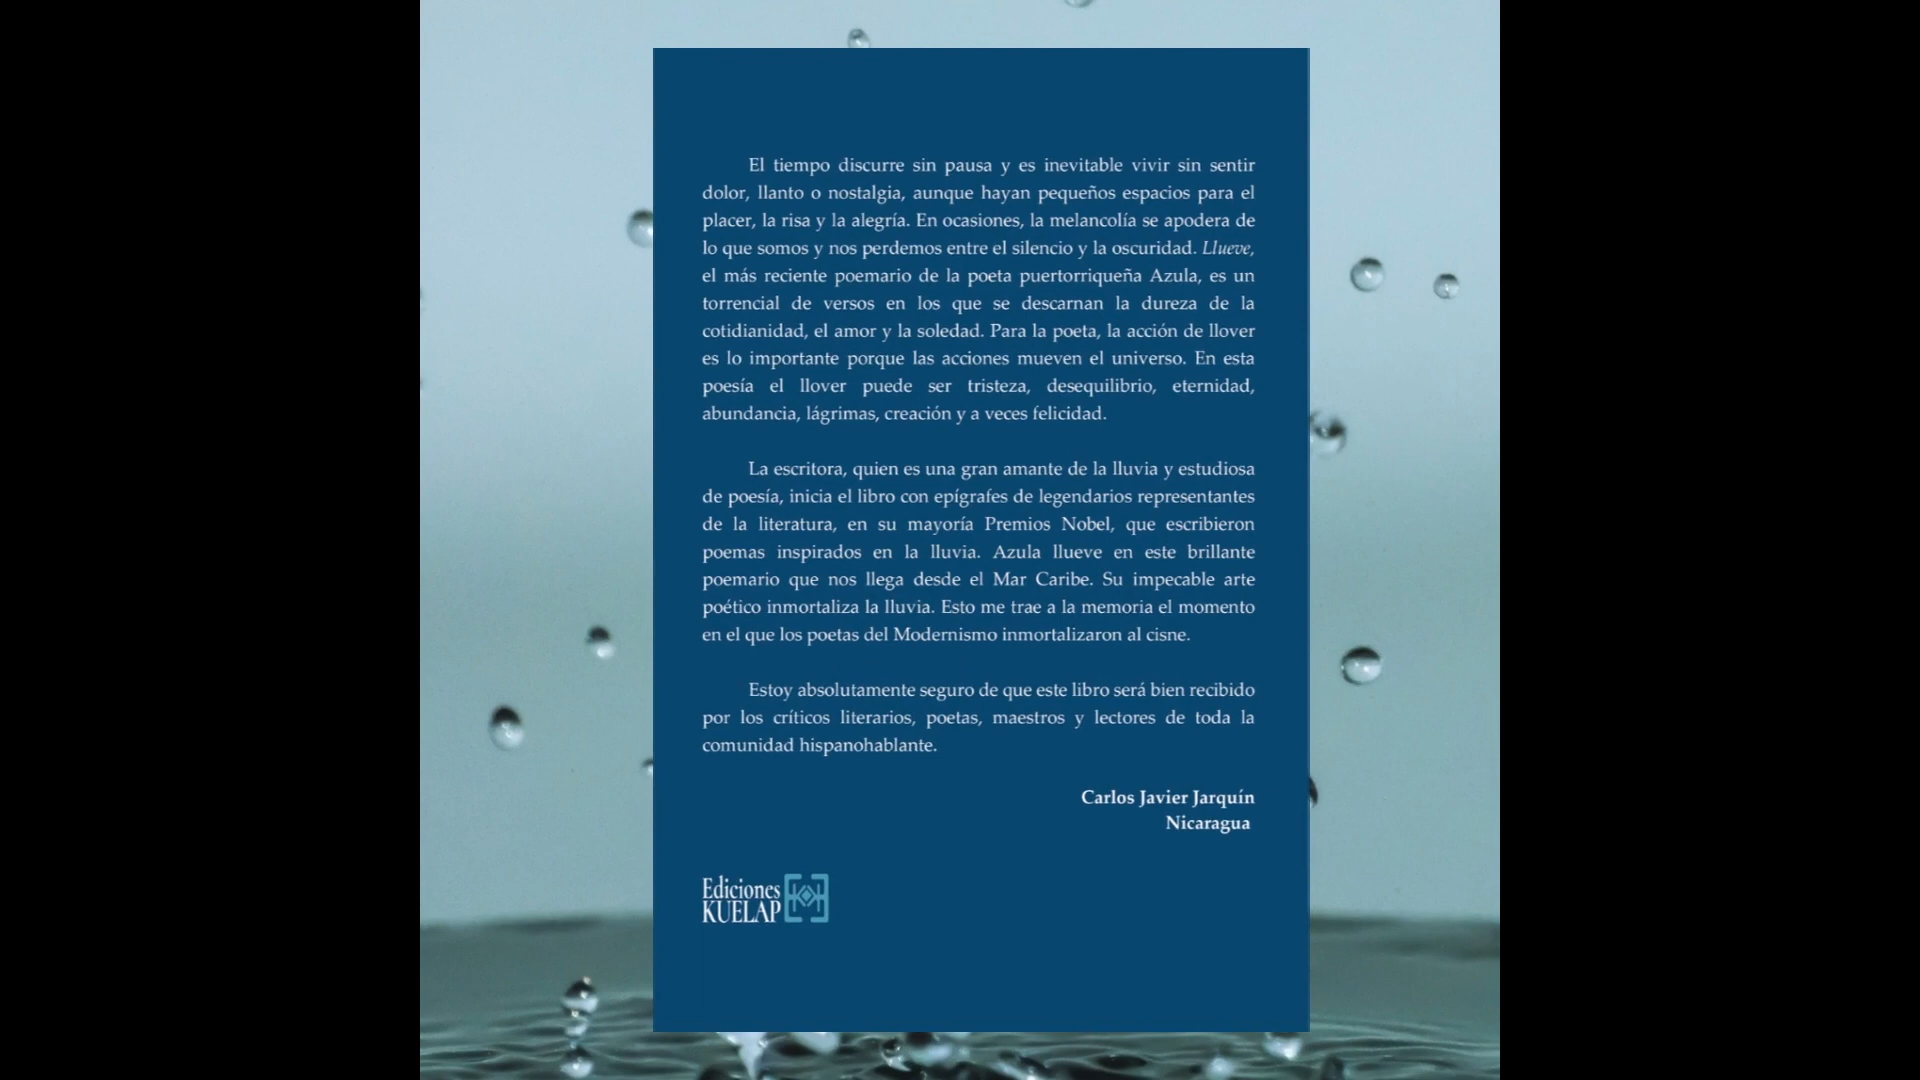 El tiempo discurre sin pausa y es inevitable vivir sin sentir
dolor, llanto o nostalgia, aunque hayan pequeños espacios para el
placer, la risa y la alegría. En ocasiones, la melancolía se apodera de
lo que somos y nos perdemos entre el silencio y la oscuridad. Llueve,
el más reciente poemario de la poeta puertorriqueña Azula, es un
torrencial de versos en los que se descarnan la dureza de la
cotidianidad, el amor y la soledad. Para la poeta, la acción de llover
es lo importante porque las acciones mueven el universo. En esta
poesía el llover puede ser tristeza, desequilibrio, eternidad,
abundancia, lágrimas, creación y a veces felicidad.
La escritora, quien es una gran amante de la lluvia y estudiosa
de poesía, inicia el libro con epígrafes de legendarios representantes
de la literatura, en su mayoría Premios Nobel, que escribieron
poemas inspirados en la lluvia. Azula llueve en este brillante
poemario que nos llega desde el Mar Caribe. Su impecable arte
poético inmortaliza la lluvia. Esto me trae a la memoria el momento
en el que los poetas del Modernismo inmortalizaron al cisne.
Estoy absolutamente seguro de que este libro será bien recibido
por los críticos literarios, poetas, maestros y lectores de toda la
comunidad hispanohablante.
Carlos Javier Jarquín
Nicaragua
Ediciones
KUELAP